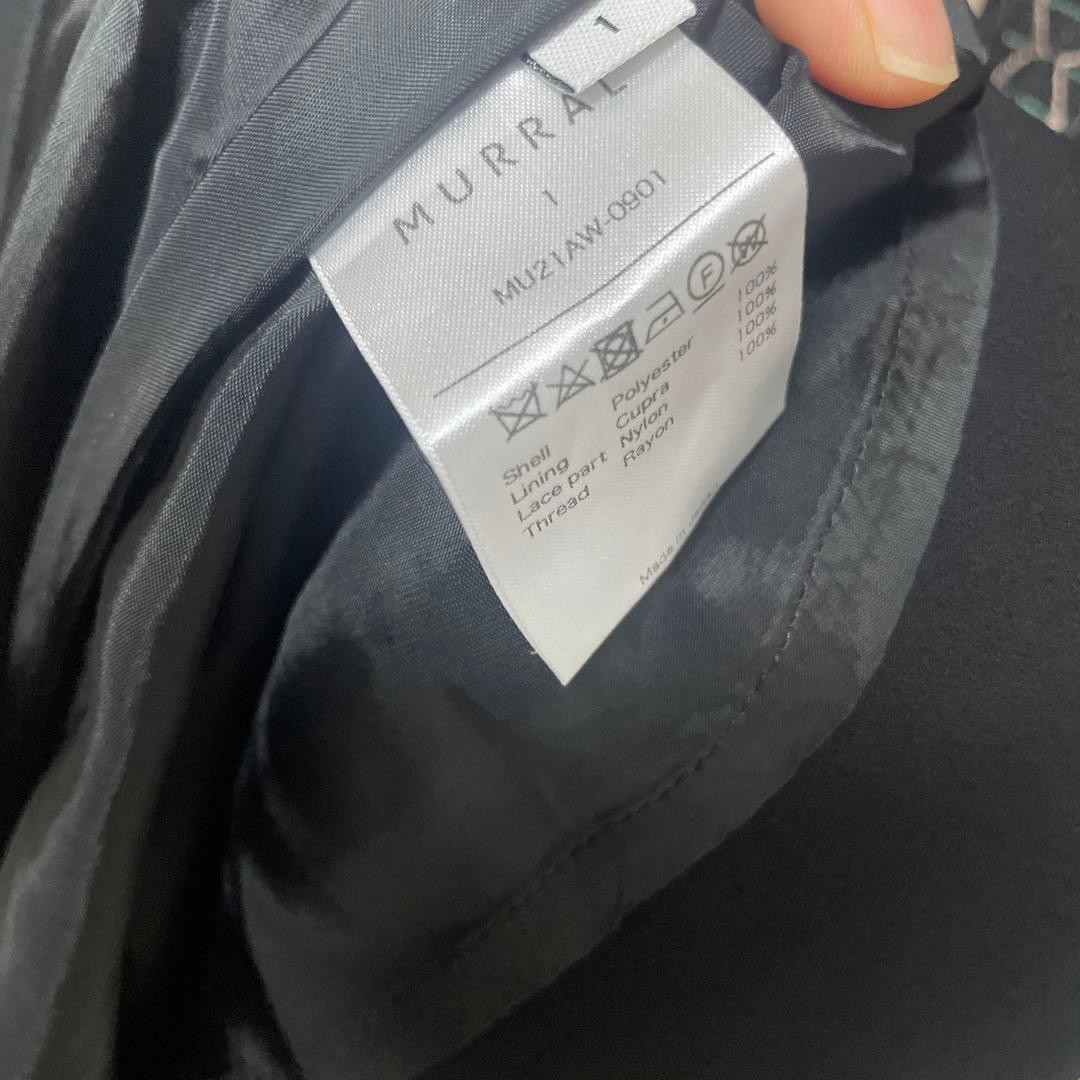 1
MURRAL
1
MU21AW-0901
F W
Shell Polyester 100%
Lining Cupra 100%
Lace part Nylon 100%
Thread Rayon 100%
Made in Japan